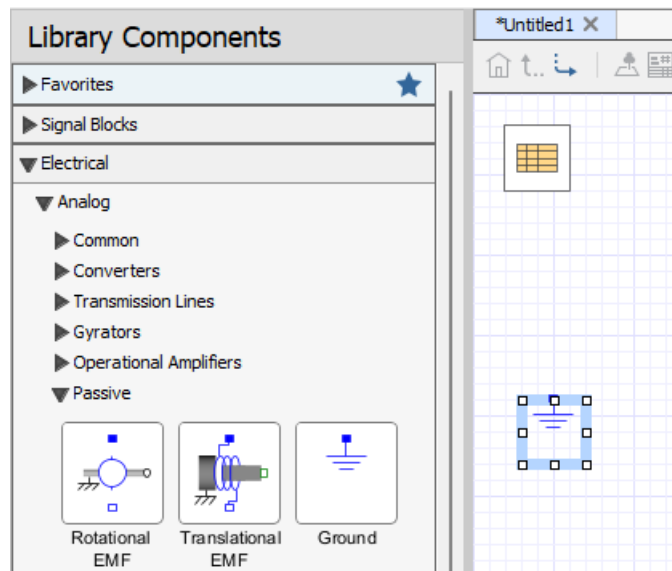 Library Components
Favorites
Signal Blocks
Electrical
Analog
Common
Converters
Transmission Lines
Gyrators
Operational Amplifiers
Passive
Rotational
EMF
Translational
EMF
Ground
*Untitled1
t..